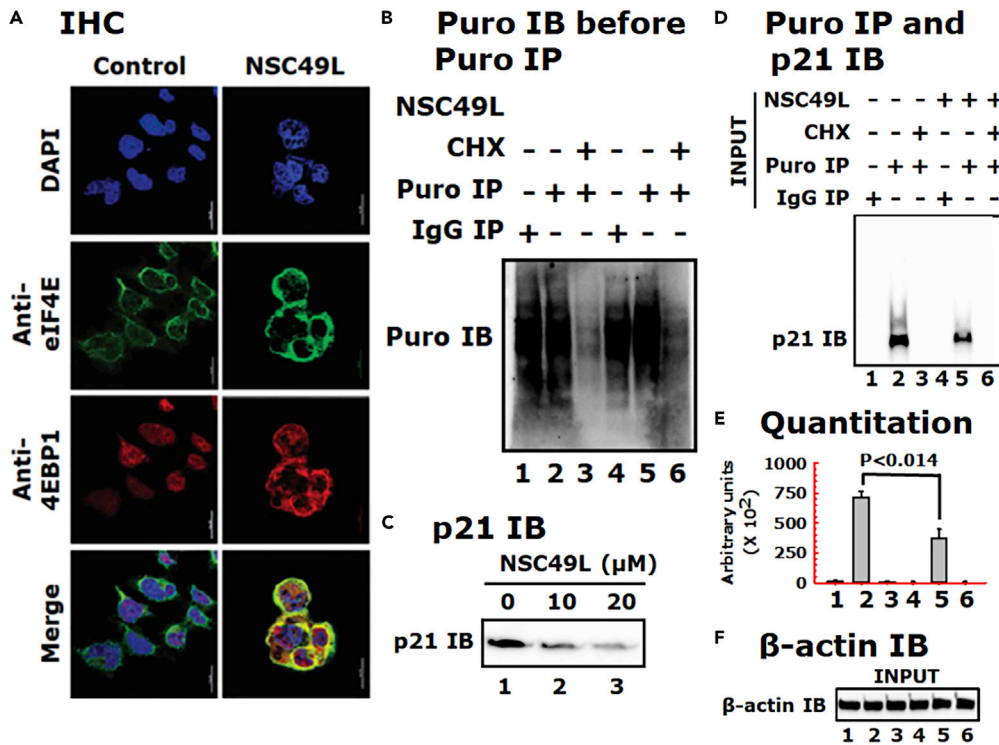 A IHC
Control NSC49L
DAPI
Anti-
eIF4E
Anti-
4EBP1
Merge
B Puro IB before
Puro IP
NSC49L
CHX - - + - - +
Puro IP - + + - + +
IgG IP + - - + - -
Puro IB
1 2 3 4 5 6
C p21 IB
NSC49L (µM)
0 10 20
p21 IB
1 2 3
D Puro IP and
p21 IB
INPUT
NSC49L - - - + + +
CHX - - + - - +
Puro IP - + + - + +
IgG IP + - - + - -
p21 IB
1 2 3 4 5 6
E Quantitation
P<0.014
Arbitrary units
(X 10²)
1000
750
500
250
0
1 2 3 4 5 6
F β-actin IB
INPUT
β-actin IB
1 2 3 4 5 6